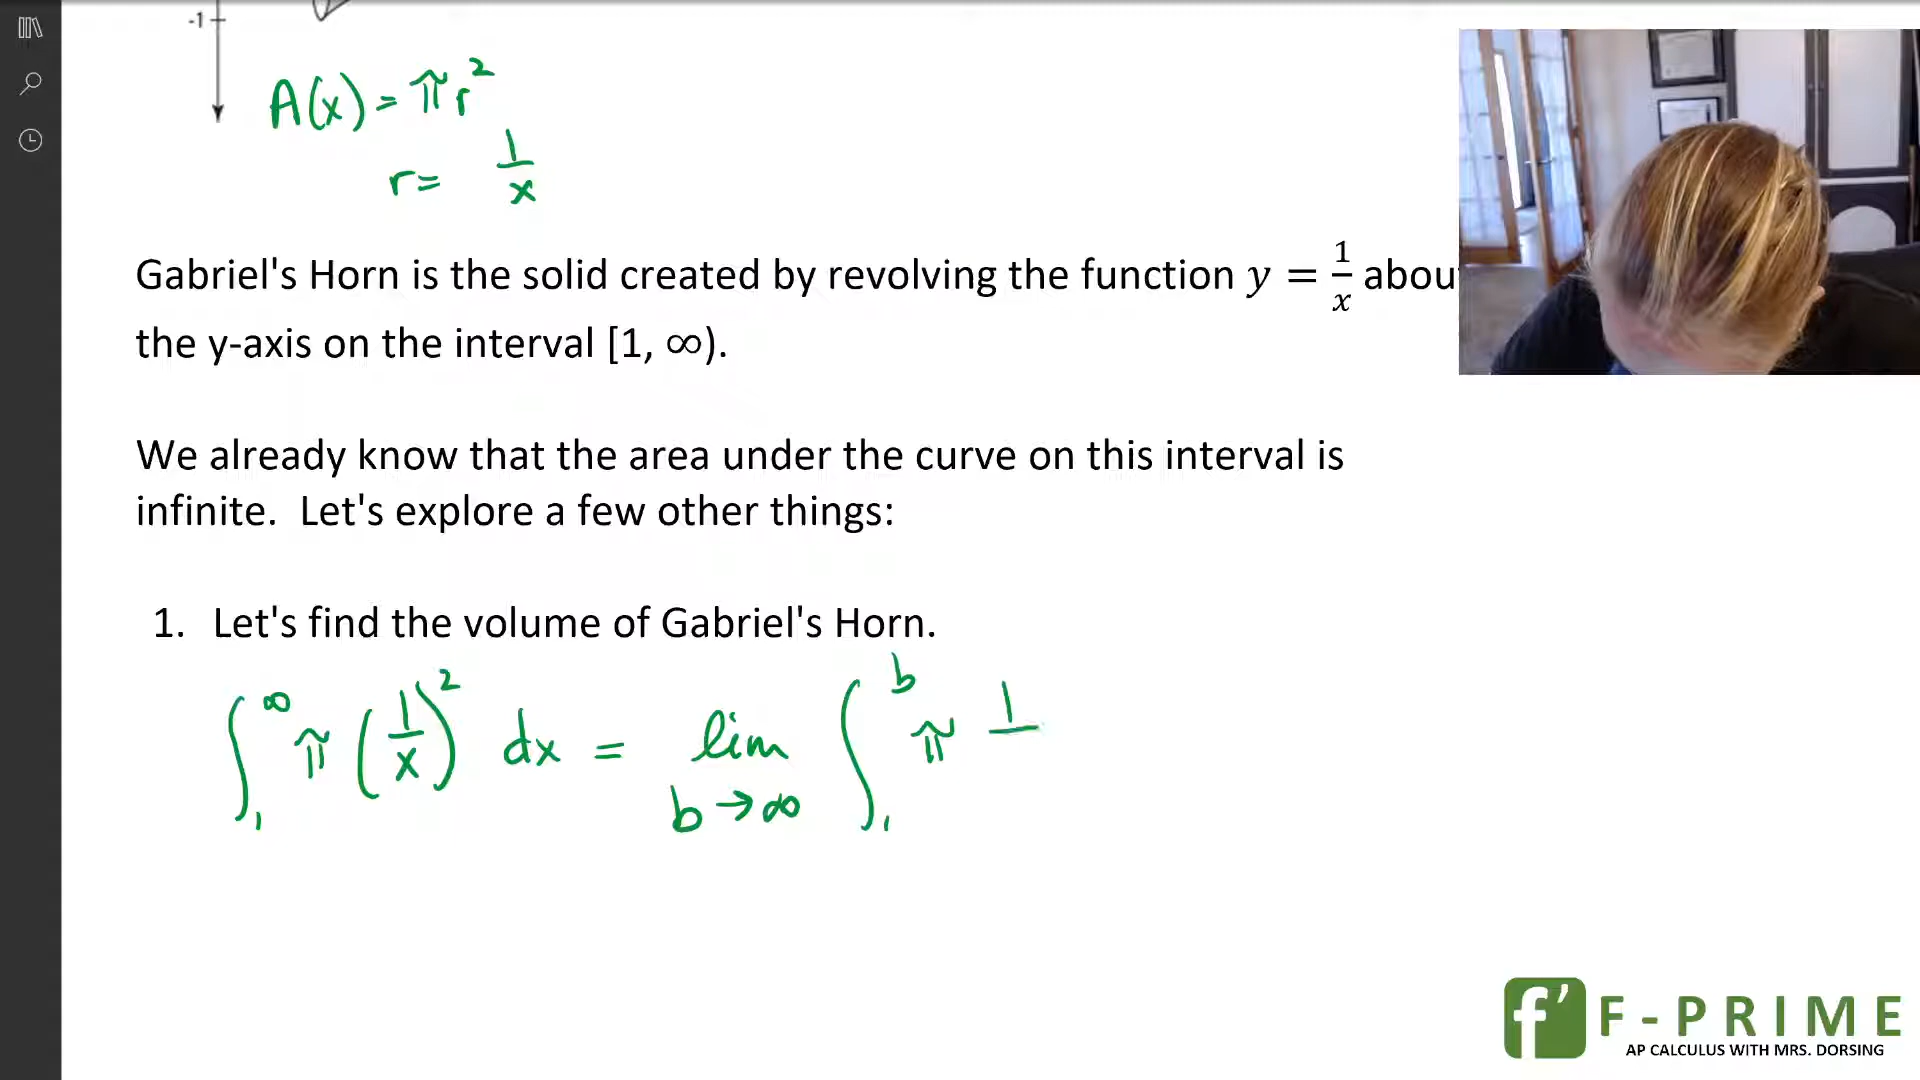 -1
A(x) = πr²
r = 1/x
Gabriel's Horn is the solid created by revolving the function y = 1/x abou
the y-axis on the interval [1, ∞).
We already know that the area under the curve on this interval is
infinite. Let's explore a few other things:
1. Let's find the volume of Gabriel's Horn.
∫₁^∞ π (1/x)² dx = lim b→∞ ∫₁^b π 1/
f' F-PRIME
AP CALCULUS WITH MRS. DORSING